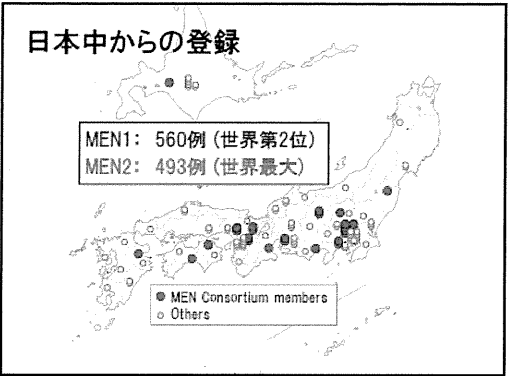 日本中からの登録
MEN1： 560例 (世界第2位)
MEN2： 493例 (世界最大)
● MEN Consortium members
○ Others